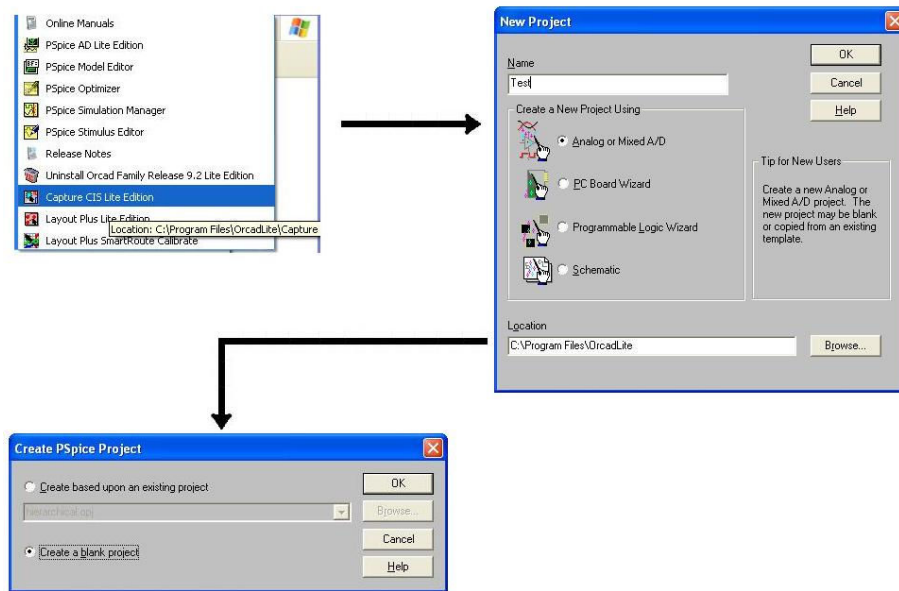 Online Manuals
PSpice AD Lite Edition
PSpice Model Editor
PSpice Optimizer
PSpice Simulation Manager
PSpice Stimulus Editor
Release Notes
Uninstall Orcad Family Release 9.2 Lite Edition
Capture CIS Lite Edition
Layout Plus Lite Edition
Location: C:\Program Files\OrcadLite\Capture
Layout Plus SmartRoute Calibrate
New Project
Name
Test
OK
Cancel
Help
Create a New Project Using
Analog or Mixed A/D
PC Board Wizard
Programmable Logic Wizard
Schematic
Tip for New Users
Create a new Analog or
Mixed A/D project. The
new project may be blank
or copied from an existing
template.
Location
C:\Program Files\OrcadLite
Browse...
Create PSpice Project
Create based upon an existing project
hierarchical.opj
Create a blank project
OK
Browse...
Cancel
Help